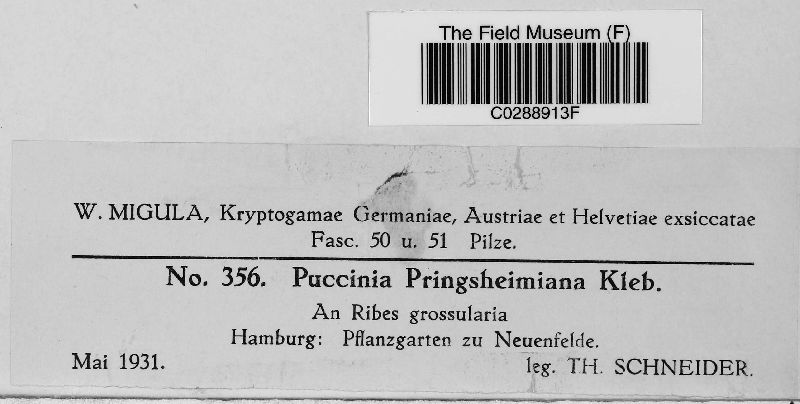 The Field Museum (F)
C0288913F
W. MIGULA, Kryptogamae Germaniae, Austriae et Helvetiae exsiccatae
Fasc. 50 u. 51 Pilze.
No. 356. Puccinia Pringsheimiana Kleb.
An Ribes grossularia
Hamburg: Pflanzgarten zu Neuenfelde.
Mai 1931. leg. TH. SCHNEIDER.